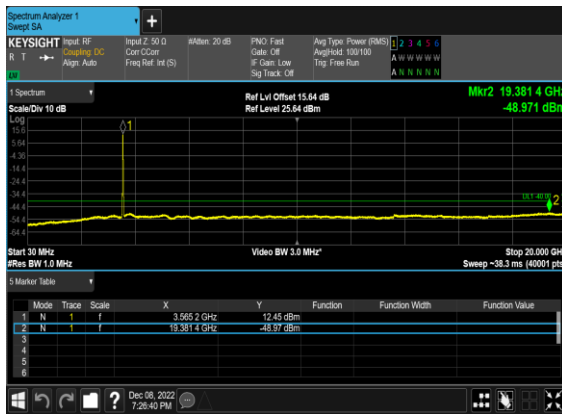 Spectrum Analyzer 1
Swept SA
+
KEYSIGHT Input: RF Input Z: 50 Ω #Atten: 20 dB PNO: Fast Avg Type: Power (RMS) 1 2 3 4 5 6
R T Coupling: DC Corr CCorr Gate: Off Avg|Hold: 100/100 A W W W W W
Align: Auto Freq Ref: Int (S) IF Gain: Low Trig: Free Run
Sig Track: Off A N N N N N
1 Spectrum Ref Lvl Offset 15.64 dB Mkr2 19.381 4 GHz
Scale/Div 10 dB Ref Level 25.64 dBm -48.971 dBm
Log
1
15.6
5.64
-4.36
-14.4
-24.4
-34.4
2
-44.4
-54.4
-64.4
Start 30 MHz Video BW 3.0 MHz* Stop 20.000 GHz
#Res BW 1.0 MHz Sweep ~38.3 ms (40001 pts)
5 Marker Table
Mode Trace Scale X Y Function Function Width Function Value
1 N 1 f 3.565 2 GHz 12.45 dBm
2 N 1 f 19.381 4 GHz -48.97 dBm
3
4
5
6
? Dec 08, 2022
7:26:40 PM